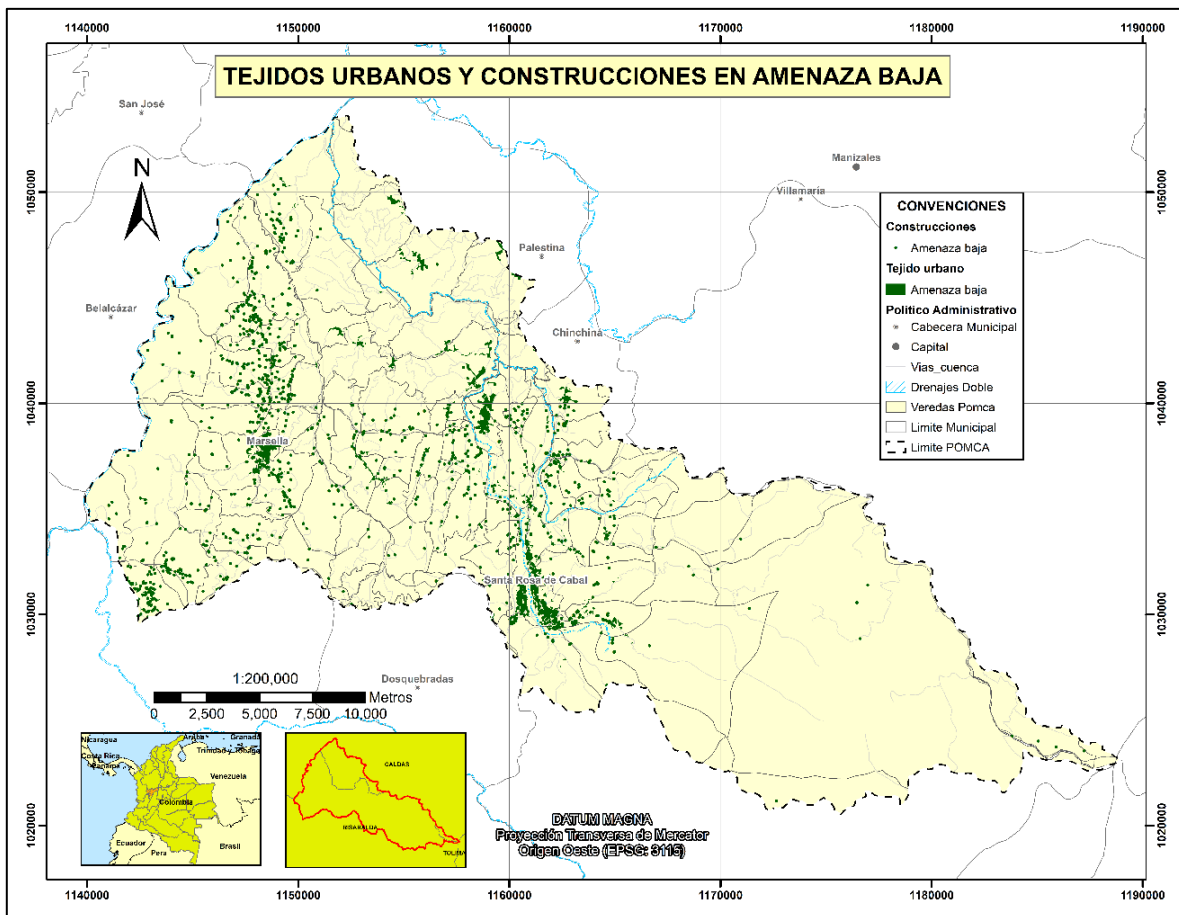 1140000 1150000 1160000 1170000 1180000 1190000
TEJIDOS URBANOS Y CONSTRUCCIONES EN AMENAZA BAJA
San José
N
Manizales
Villamaría
1050000
1050000
Palestina
Belalcázar
Chinchiná
CONVENCIONES
Construcciones
Amenaza baja
Tejido urbano
Amenaza baja
Político Administrativo
Cabecera Municipal
Capital
Vias_cuenca
Drenajes Doble
Veredas Pomca
Limite Municipal
Limite POMCA
1040000
1040000
Marsella
Santa Rosa de Cabal
1030000
1030000
Dosquebradas
1:200,000
Metros
0 2,500 5,000 7,500 10,000
Nicaragua
Aruba
Granada
Costa Rica
Trinidad y Tobago
Panama
Venezuela
Colombia
Ecuador
Peru
Brasil
CALDAS
RISARALDA
TOLIMA
DATUM MAGNA
Proyección Transversa de Mercator
Origen Oeste (EPSG: 3115)
1020000
1020000
1140000 1150000 1160000 1170000 1180000 1190000